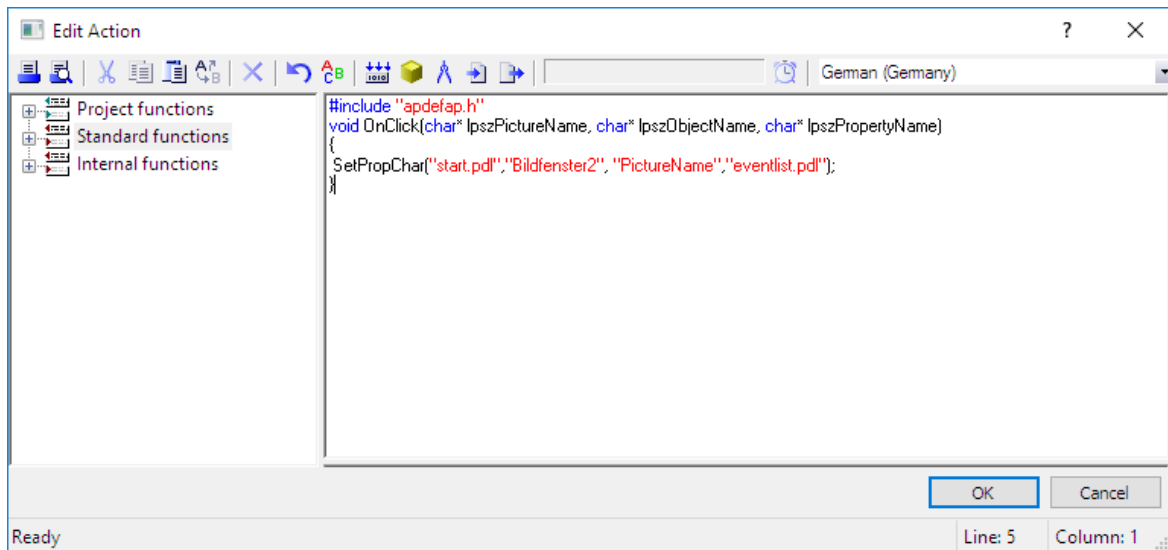 Edit Action
German (Germany)
Project functions
Standard functions
Internal functions
#include "apdefap.h"
void OnClick(char* lpszPictureName, char* lpszObjectName, char* lpszPropertyName)
{
SetPropChar("start.pdl","Bildfenster2", "PictureName","eventlist.pdl");
}
OK Cancel
Ready Line: 5 Column: 1